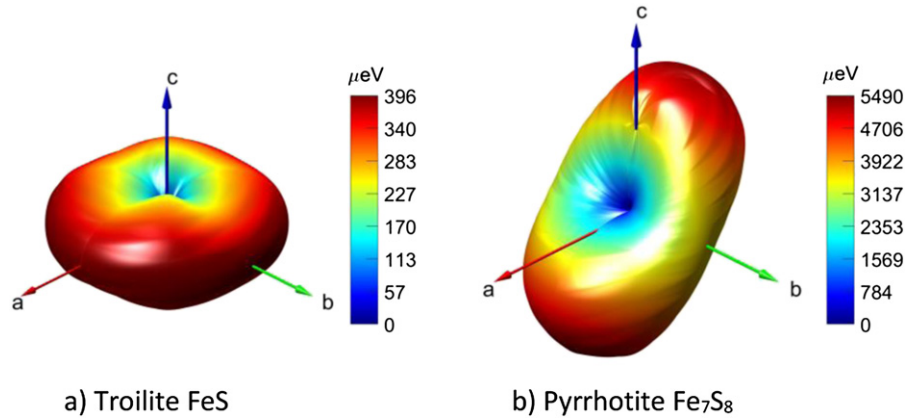 c
μeV
396
340
283
227
170
113
57
0
a
b
c
μeV
5490
4706
3922
3137
2353
1569
784
0
a
b
a) Troilite FeS
b) Pyrrhotite Fe₇S₈